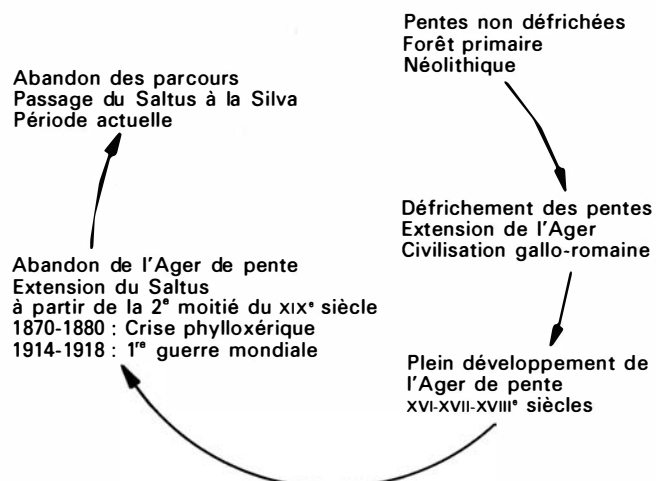 Pentes non défrichées
Forêt primaire
Néolithique
Défrichement des pentes
Extension de l'Ager
Civilisation gallo-romaine
Plein développement de
l'Ager de pente
XVI-XVII-XVIIIᵉ siècles
Abandon de l'Ager de pente
Extension du Saltus
à partir de la 2ᵉ moitié du XIXᵉ siècle
1870-1880 : Crise phylloxérique
1914-1918 : 1ʳᵉ guerre mondiale
Abandon des parcours
Passage du Saltus à la Silva
Période actuelle